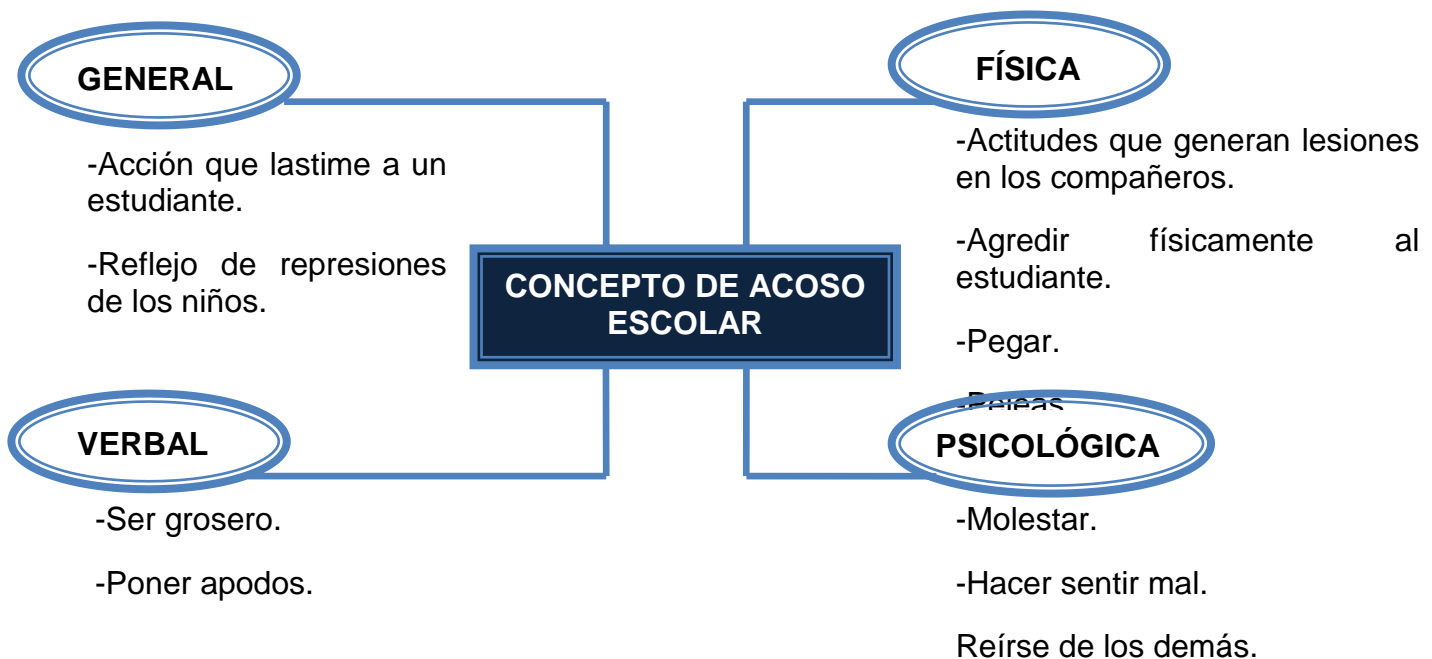 GENERAL
-Acción que lastime a un
estudiante.
-Reflejo de represiones
de los niños.
FÍSICA
-Actitudes que generan lesiones
en los compañeros.
-Agredir físicamente al
estudiante.
-Pegar.
-Peleas
CONCEPTO DE ACOSO
ESCOLAR
VERBAL
-Ser grosero.
-Poner apodos.
PSICOLÓGICA
-Molestar.
-Hacer sentir mal.
Reírse de los demás.